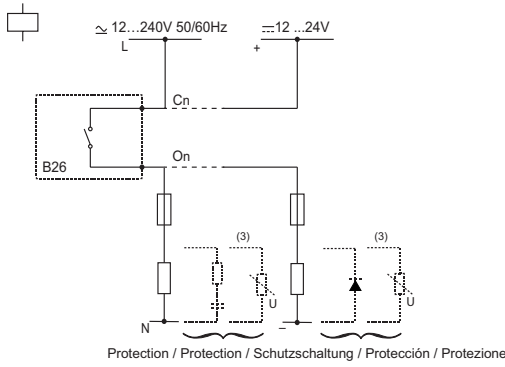 ≃ 12...240V 50/60Hz
⎓12 ...24V
L
+
Cn
On
B26
(3)
(3)
U
U
N
–
Protection / Protection / Schutzschaltung / Protección / Protezione